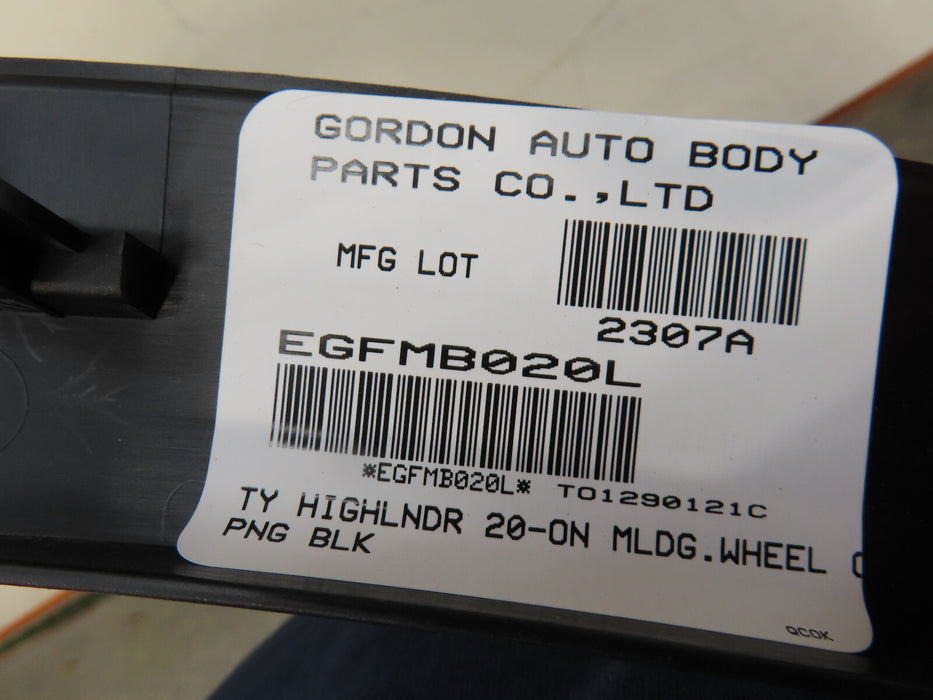 GORDON AUTO BODY
PARTS CO.,LTD
MFG LOT
2307A
EGFMB020L
*EGFMB020L* TO1290121C
TY HIGHLNDR 20-ON MLDG.WHEEL
PNG BLK
QCOK